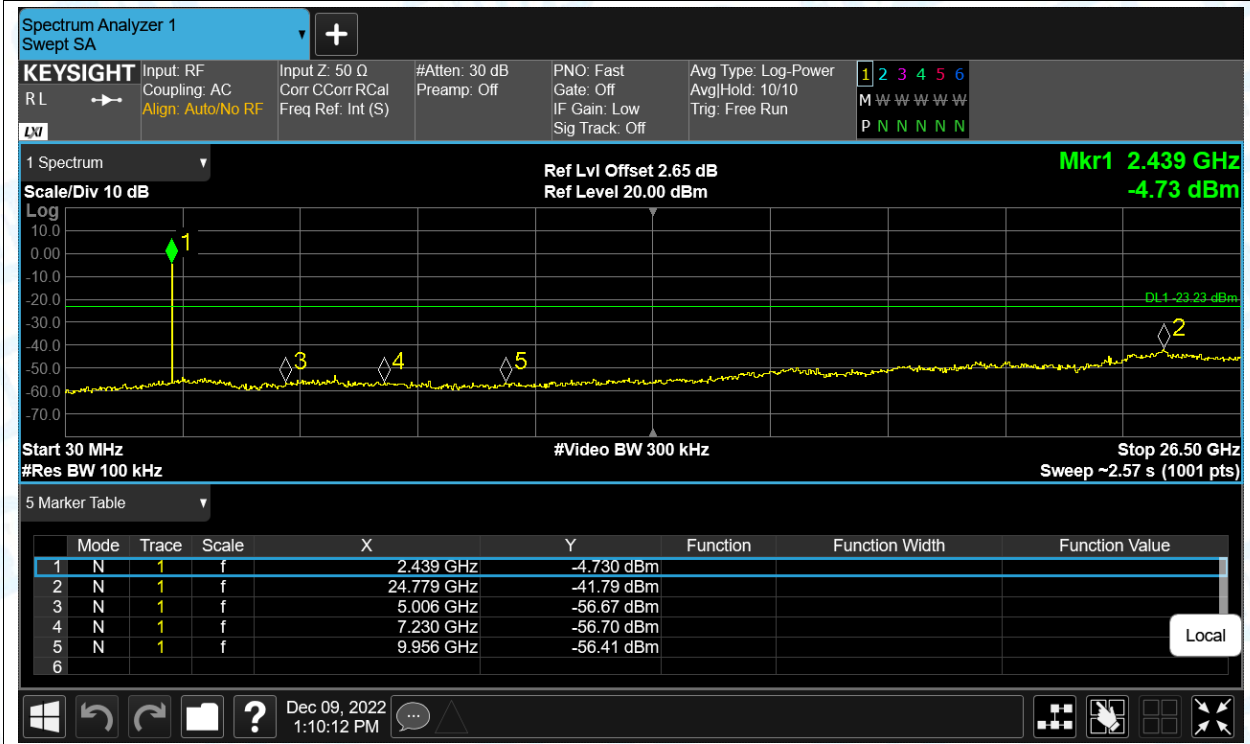 Spectrum Analyzer 1
Swept SA
+
KEYSIGHT
R L
LXI
Input: RF
Coupling: AC
Align: Auto/No RF
Input Z: 50 Ω
Corr CCorr RCal
Freq Ref: Int (S)
#Atten: 30 dB
Preamp: Off
PNO: Fast
Gate: Off
IF Gain: Low
Sig Track: Off
Avg Type: Log-Power
Avg|Hold: 10/10
Trig: Free Run
1 2 3 4 5 6
M W W W W W
P N N N N N
1 Spectrum
Scale/Div 10 dB
Ref Lvl Offset 2.65 dB
Ref Level 20.00 dBm
Mkr1 2.439 GHz
-4.73 dBm
Log
10.0
0.00
-10.0
-20.0
-30.0
-40.0
-50.0
-60.0
-70.0
1
DL1 -23.23 dBm
2
3
4
5
Start 30 MHz
#Res BW 100 kHz
#Video BW 300 kHz
Stop 26.50 GHz
Sweep ~2.57 s (1001 pts)
5 Marker Table
Mode Trace Scale X Y Function Function Width Function Value
1 N 1 f 2.439 GHz -4.730 dBm
2 N 1 f 24.779 GHz -41.79 dBm
3 N 1 f 5.006 GHz -56.67 dBm
4 N 1 f 7.230 GHz -56.70 dBm
5 N 1 f 9.956 GHz -56.41 dBm
6
Local
?
Dec 09, 2022
1:10:12 PM